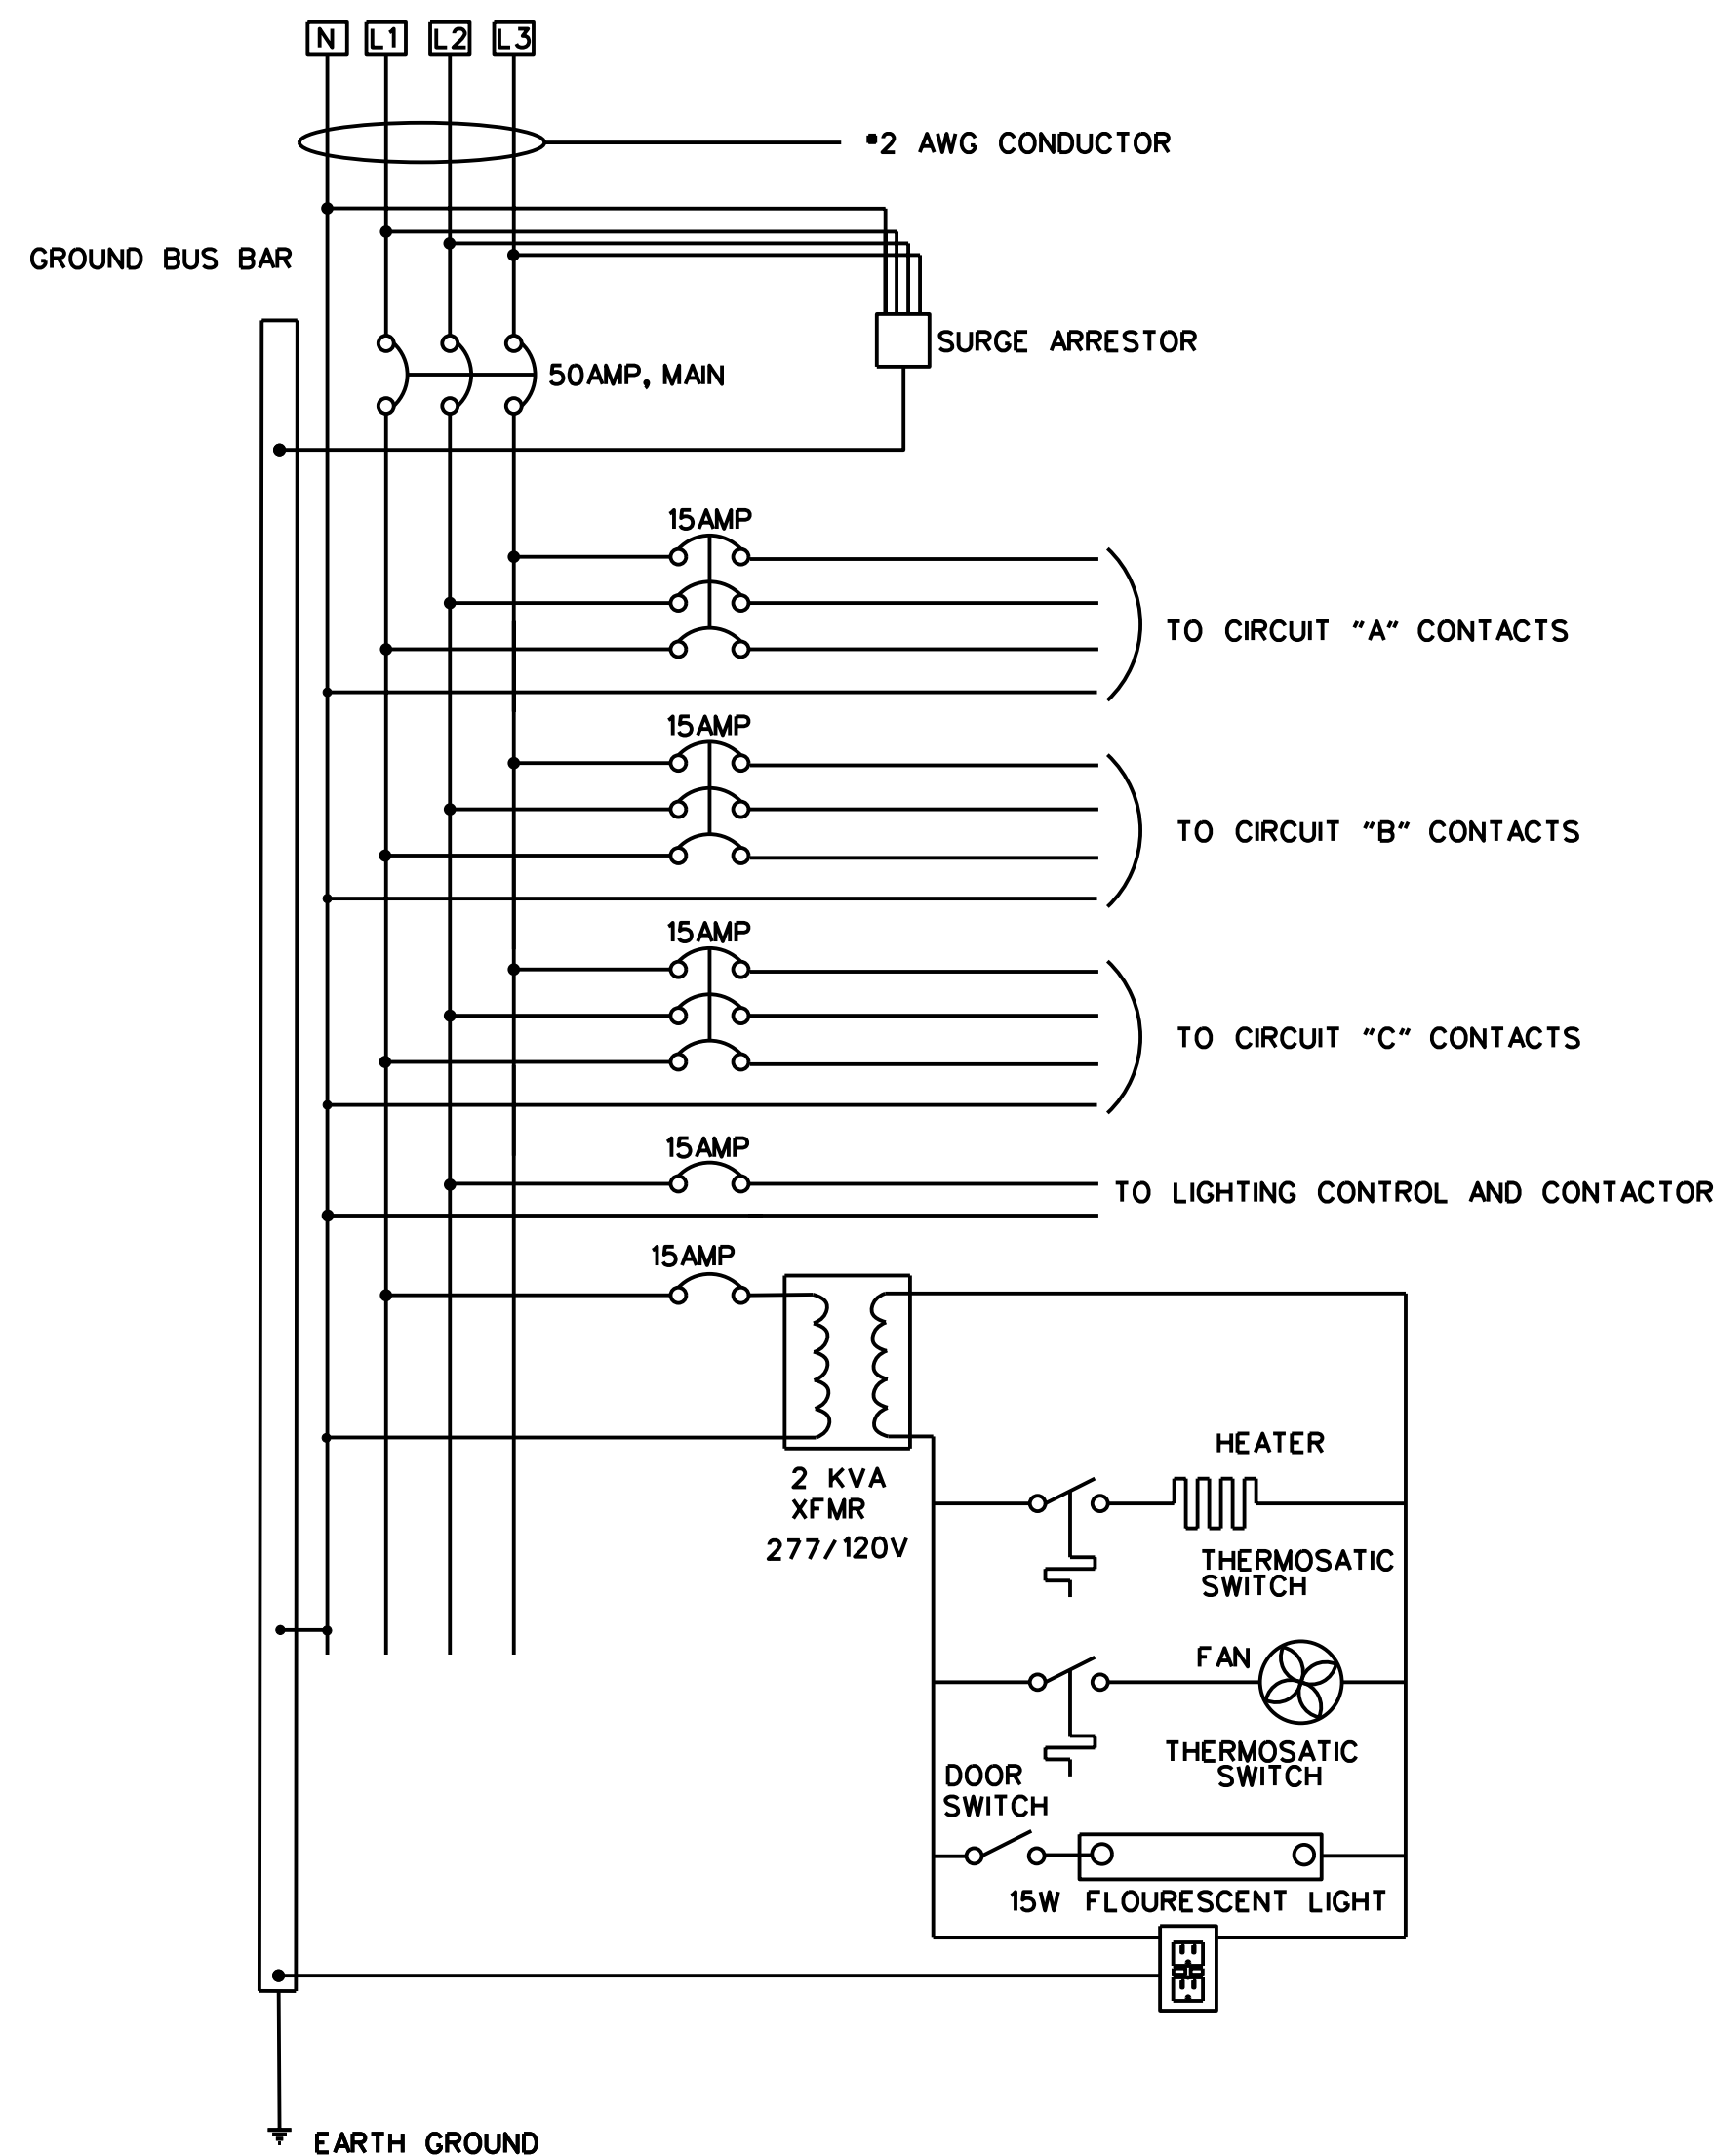 N L1 L2 L3
#2 AWG CONDUCTOR
GROUND BUS BAR
SURGE ARRESTOR
50AMP, MAIN
15AMP
TO CIRCUIT "A" CONTACTS
15AMP
TO CIRCUIT "B" CONTACTS
15AMP
TO CIRCUIT "C" CONTACTS
15AMP
TO LIGHTING CONTROL AND CONTACTOR
15AMP
HEATER
2 KVA
XFMR
277/120V
THERMOSATIC
SWITCH
FAN
THERMOSATIC
SWITCH
DOOR
SWITCH
15W FLOURESCENT LIGHT
EARTH GROUND